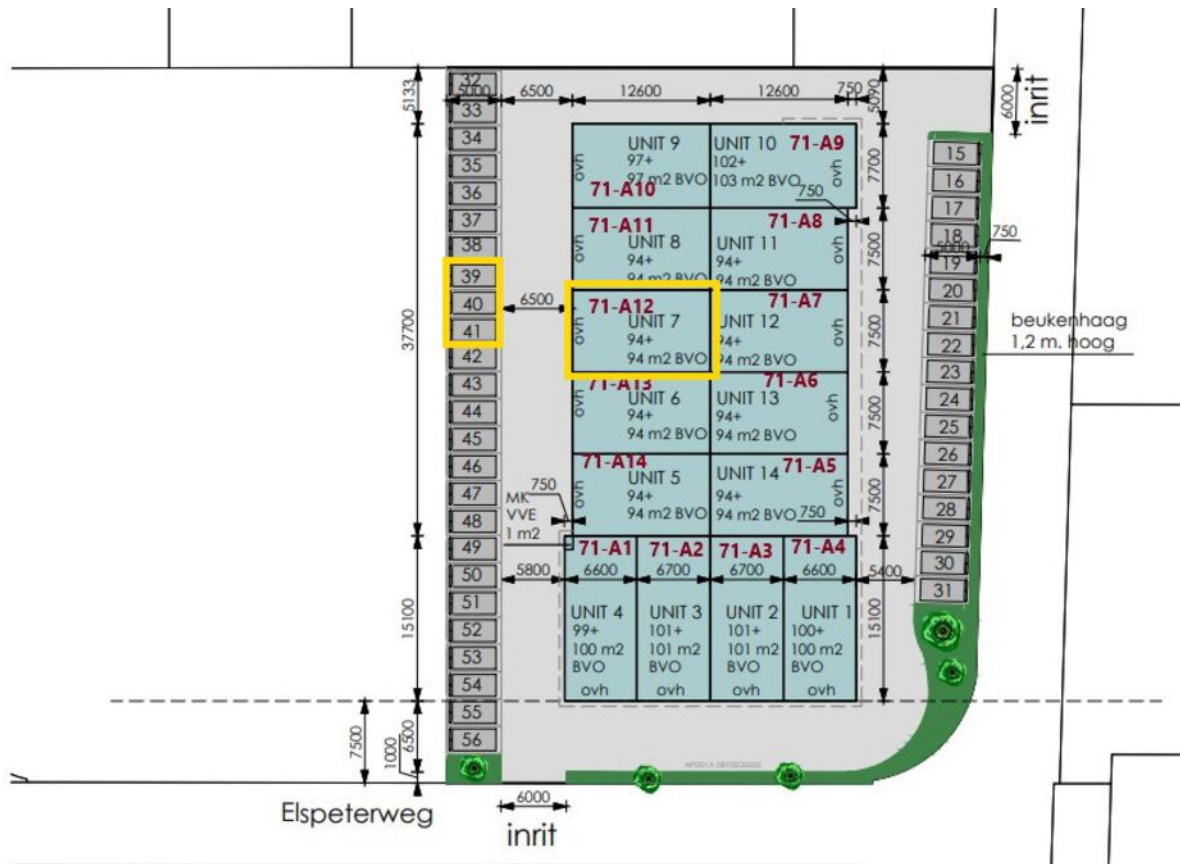 32
33
34
35
36
37
38
39
40
41
42
43
44
45
46
47
48
49
50
51
52
53
54
55
56
5000
6500
12600
12600
750
5133
5090
6000
inrit
37700
15100
7500
1000
6500
6500
UNIT 9
97+
97 m2 BVO
ovh
71-A10
UNIT 10
71-A9
102+
103 m2 BVO
ovh
750
7700
71-A11
UNIT 8
94+
94 m2 BVO
ovh
71-A8
UNIT 11
94+
94 m2 BVO
ovh
7500
71-A12
UNIT 7
94+
94 m2 BVO
ovh
71-A7
UNIT 12
94+
94 m2 BVO
ovh
7500
71-A13
UNIT 6
94+
94 m2 BVO
ovh
71-A6
UNIT 13
94+
94 m2 BVO
ovh
7500
71-A14
UNIT 5
94+
94 m2 BVO
ovh
71-A5
UNIT 14
94+
94 m2 BVO
ovh
750
7500
MK
VVE
1 m2
750
5800
71-A1
6600
UNIT 4
99+
100 m2
BVO
ovh
71-A2
6700
UNIT 3
101+
101 m2
BVO
ovh
71-A3
6700
UNIT 2
101+
101 m2
BVO
ovh
71-A4
6600
UNIT 1
100+
100 m2
BVO
ovh
5400
15100
15
16
17
18
19
20
21
22
23
24
25
26
27
28
29
30
31
5000
750
beukenhaag
1,2 m. hoog
Elspeterweg
6000
inrit